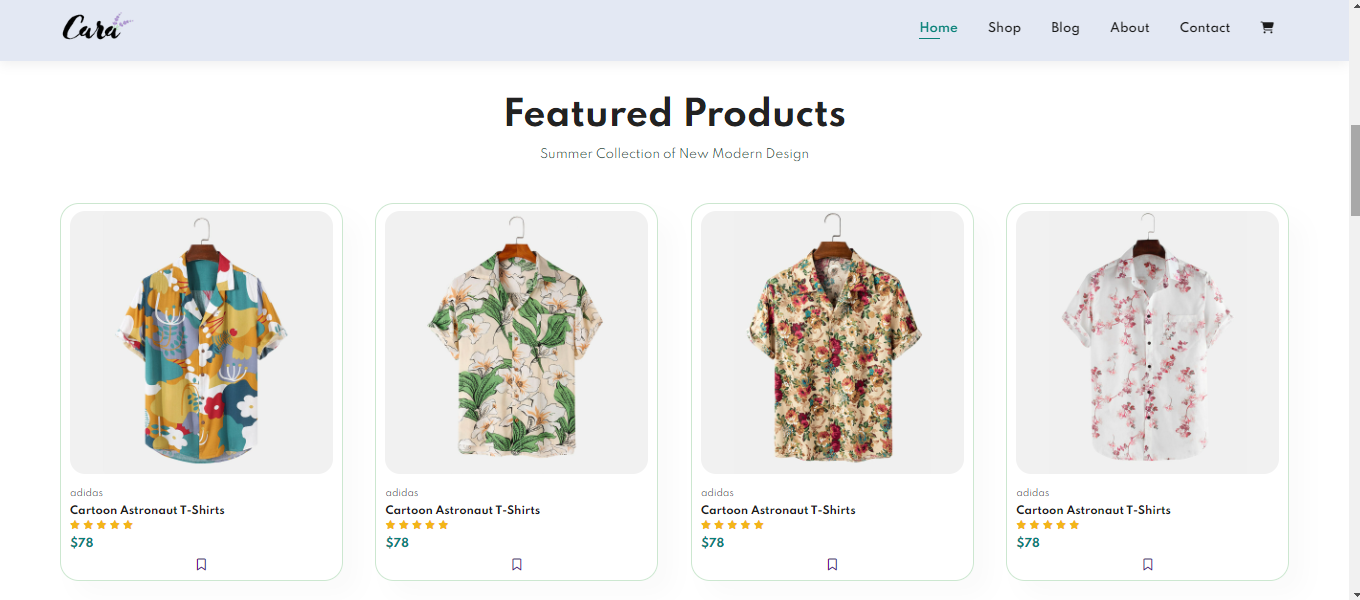 Cara
Home Shop Blog About Contact
Featured Products
Summer Collection of New Modern Design
adidas
Cartoon Astronaut T-Shirts
$78
adidas
Cartoon Astronaut T-Shirts
$78
adidas
Cartoon Astronaut T-Shirts
$78
adidas
Cartoon Astronaut T-Shirts
$78